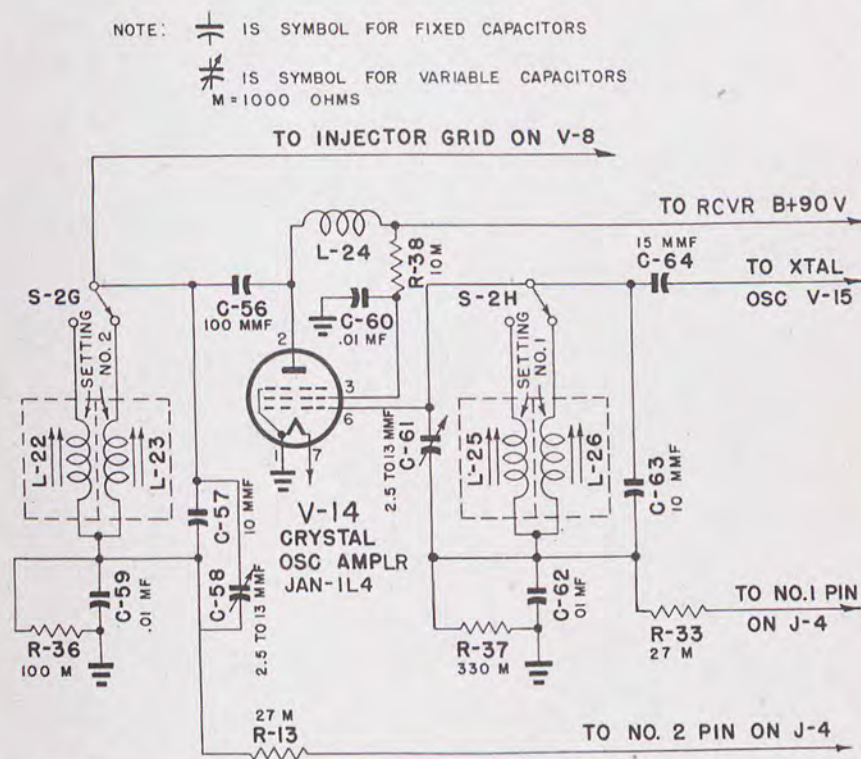 NOTE: IS SYMBOL FOR FIXED CAPACITORS
IS SYMBOL FOR VARIABLE CAPACITORS
M = 1000 OHMS
TO INJECTOR GRID ON V-8
TO RCVR B+90 V
L-24
R-38
10 M
15 MMF
C-64
TO XTAL
OSC V-15
S-2G
C-56
100 MMF
C-60
.01 MF
S-2H
2
3
6
1
7
SETTING
NO. 2
SETTING
NO. 1
L-22
L-23
C-57
10 MMF
C-58
2.5 TO 13 MMF
C-59
.01 MF
R-36
100 M
V-14
CRYSTAL
OSC AMPLR
JAN-1L4
C-61
2.5 TO 13 MMF
L-25
L-26
C-63
10 MMF
C-62
01 MF
R-37
330 M
R-33
27 M
TO NO. 1 PIN
ON J-4
27 M
R-13
TO NO. 2 PIN ON J-4